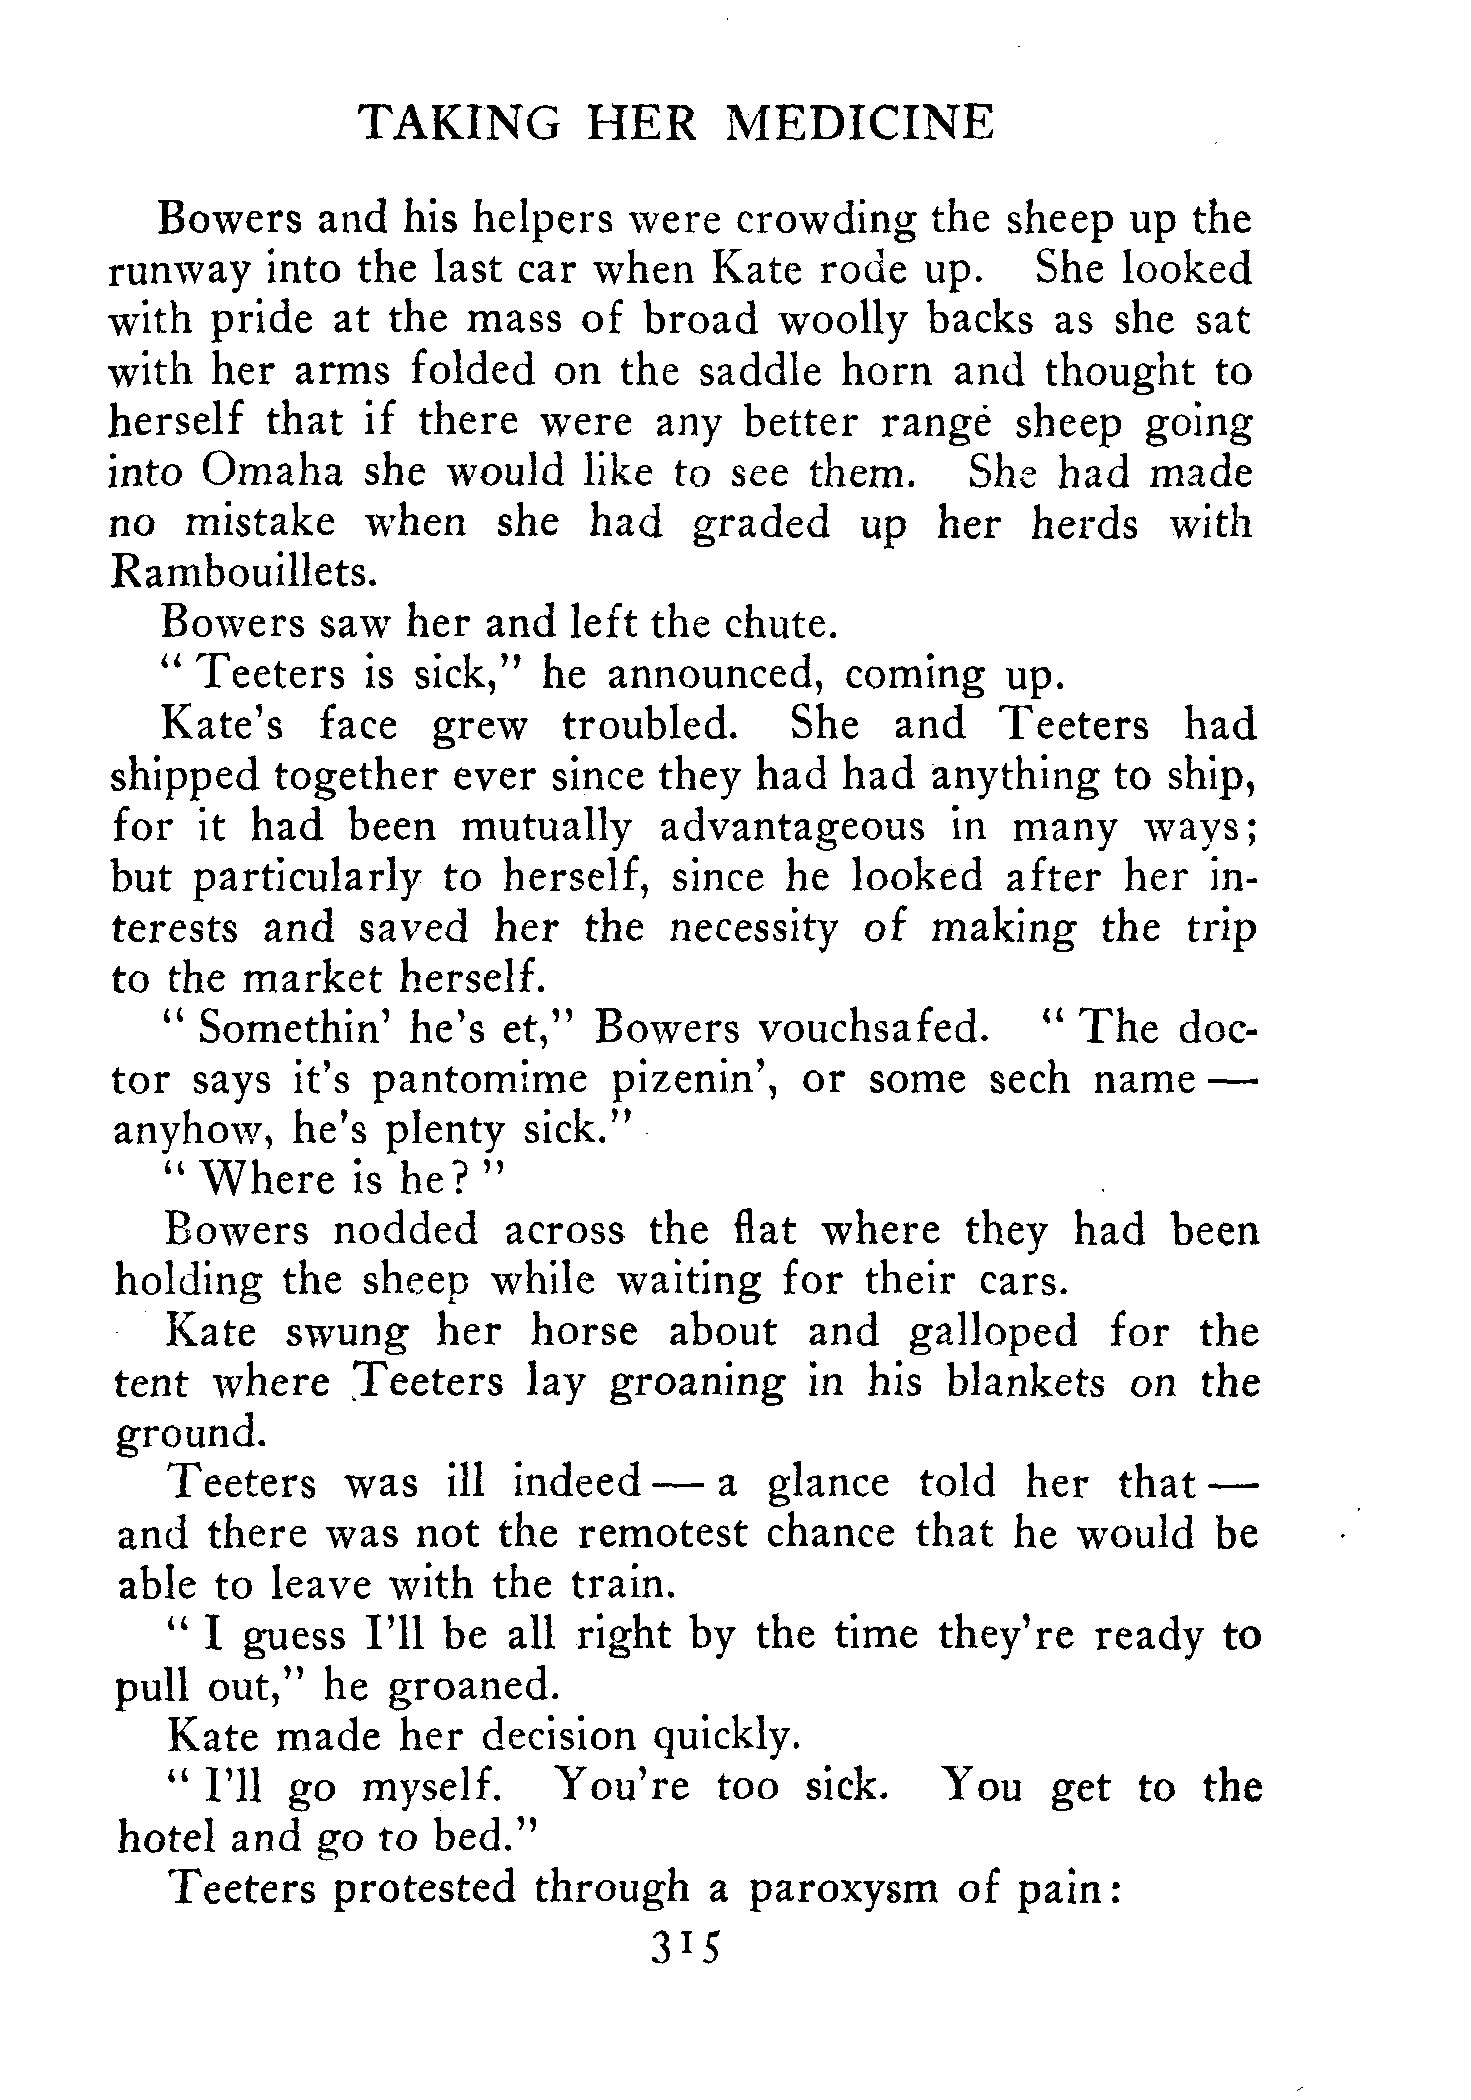 TAKING HER MEDICINE
Bowers and his helpers were crowding the sheep up the
runway into the last car when Kate rode up. She looked
with pride at the mass of broad woolly backs as she sat
with her arms folded on the saddle horn and thought to
herself that if there were any better range sheep going
into Omaha she would like to see them. She had made
no mistake when she had graded up her herds with
Rambouillets.
Bowers saw her and left the chute.
" Teeters is sick," he announced, coming up.
Kate's face grew troubled. She and Teeters had
shipped together ever since they had had anything to ship,
for it had been mutually advantageous in many ways;
but particularly to herself, since he looked after her in-
terests and saved her the necessity of making the trip
to the market herself.
" Somethin' he's et," Bowers vouchsafed. " The doc-
tor says it's pantomime pizenin', or some sech name —
anyhow, he's plenty sick."
" Where is he? "
Bowers nodded across the flat where they had been
holding the sheep while waiting for their cars.
Kate swung her horse about and galloped for the
tent where Teeters lay groaning in his blankets on the
ground.
Teeters was ill indeed — a glance told her that —
and there was not the remotest chance that he would be
able to leave with the train.
" I guess I'll be all right by the time they're ready to
pull out," he groaned.
Kate made her decision quickly.
" I'll go myself. You're too sick. You get to the
hotel and go to bed."
Teeters protested through a paroxysm of pain:
315